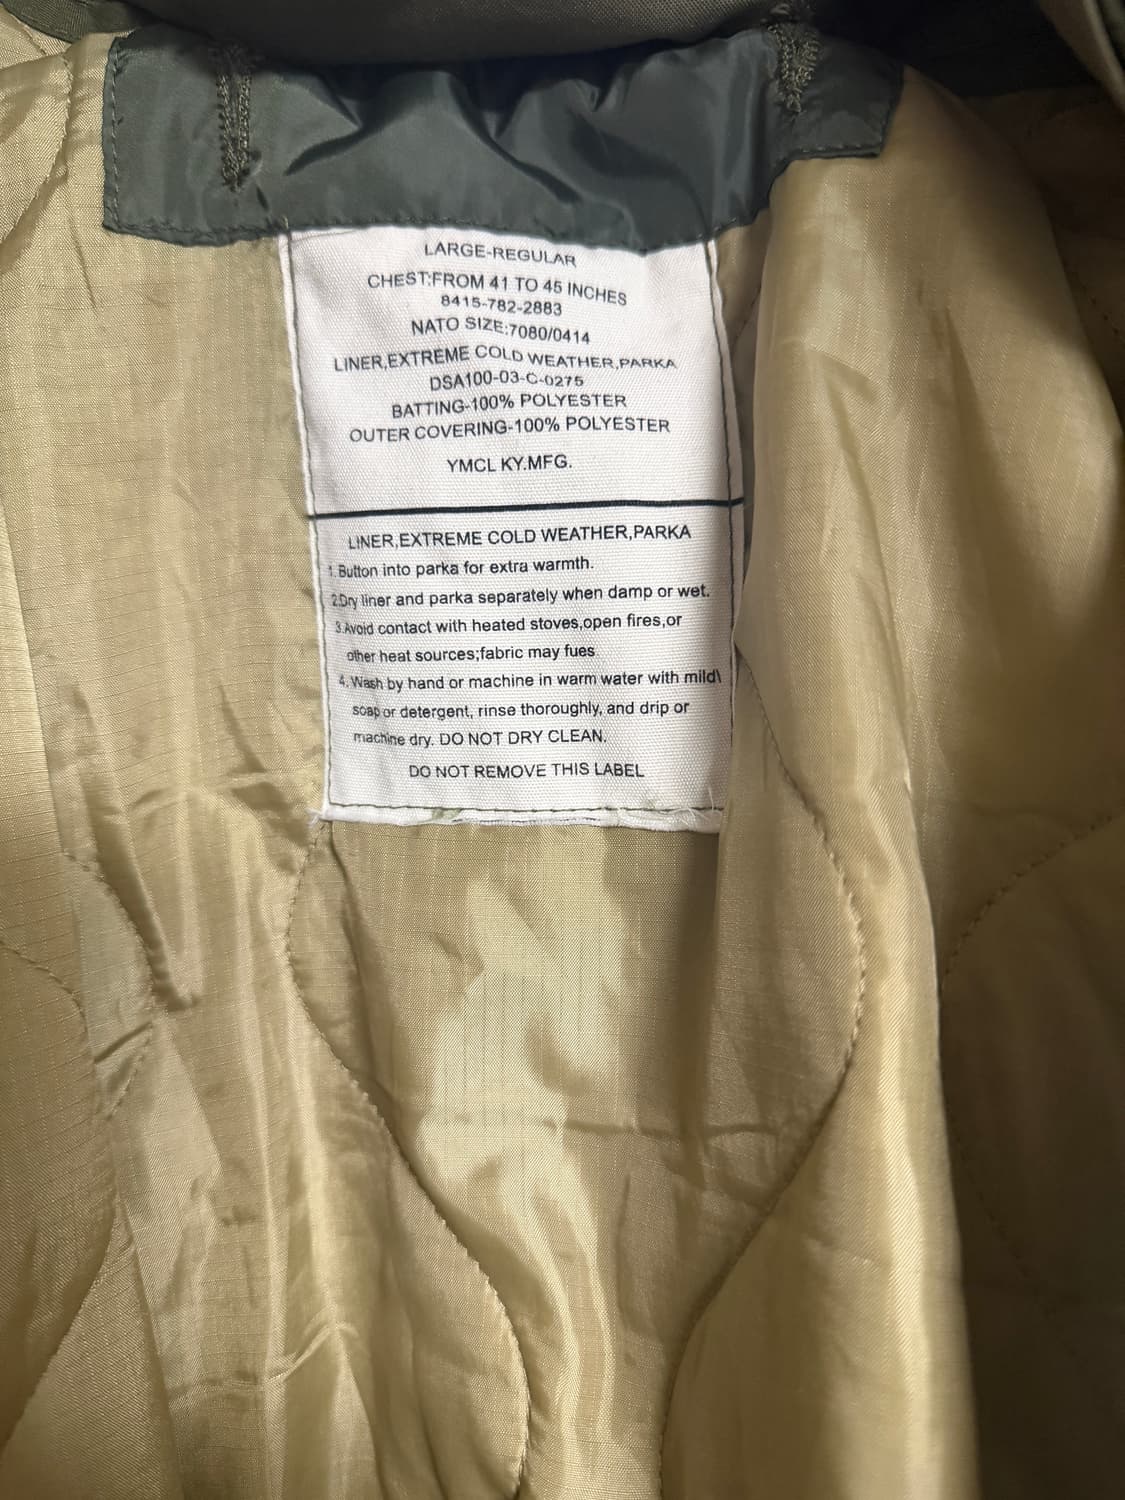 LARGE-REGULAR
CHEST:FROM 41 TO 45 INCHES
8415-782-2883
NATO SIZE:7080/0414
LINER,EXTREME COLD WEATHER,PARKA
DSA100-03-C-0275
BATTING-100% POLYESTER
OUTER COVERING-100% POLYESTER
YMCL KY.MFG.
LINER,EXTREME COLD WEATHER,PARKA
1.Button into parka for extra warmth.
2.Dry liner and parka separately when damp or wet.
3.Avoid contact with heated stoves,open fires,or
other heat sources;fabric may fues
4.Wash by hand or machine in warm water with mild\
soap or detergent, rinse thoroughly, and drip or
machine dry. DO NOT DRY CLEAN.
DO NOT REMOVE THIS LABEL